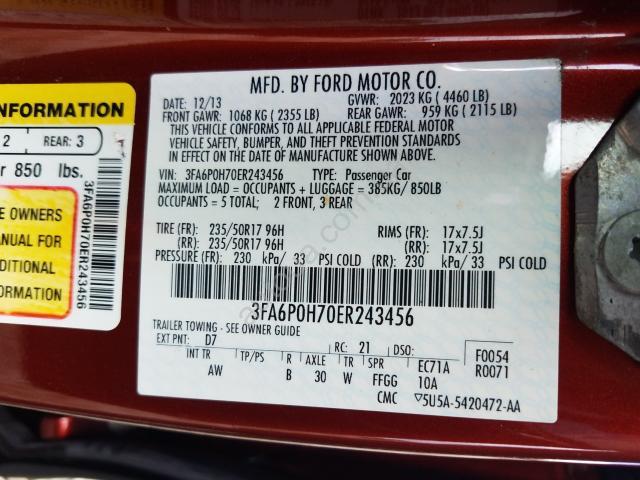 INFORMATION
2 REAR: 3
r 850 lbs.
E OWNERS
ANUAL FOR
DDITIONAL
ORMATION
3FA6P0H70ER243456
MFD. BY FORD MOTOR CO.
DATE: 12/13 GVWR: 2023 KG ( 4460 LB)
FRONT GAWR: 1068 KG ( 2355 LB) REAR GAWR: 959 KG ( 2115 LB)
THIS VEHICLE CONFORMS TO ALL APPLICABLE FEDERAL MOTOR
VEHICLE SAFETY, BUMPER, AND THEFT PREVENTION STANDARDS
IN EFFECT ON THE DATE OF MANUFACTURE SHOWN ABOVE.
VIN: 3FA6P0H70ER243456 TYPE: Passenger Car
MAXIMUM LOAD = OCCUPANTS + LUGGAGE = 385KG/ 850LB
OCCUPANTS = 5 TOTAL; 2 FRONT, 3 REAR
TIRE (FR): 235/50R17 96H RIMS (FR): 17x7.5J
(RR): 235/50R17 96H (RR): 17x7.5J
PRESSURE (FR): 230 kPa/ 33 PSI COLD (RR): 230 kPa/ 33 PSI COLD
3FA6P0H70ER243456
TRAILER TOWING - SEE OWNER GUIDE
EXT PNT: D7 RC: 21 DSO: F0054
INT TR TP/PS R AXLE TR SPR EC71A R0071
AW B 30 W FFGG 10A
CMC 5U5A-5420472-AA